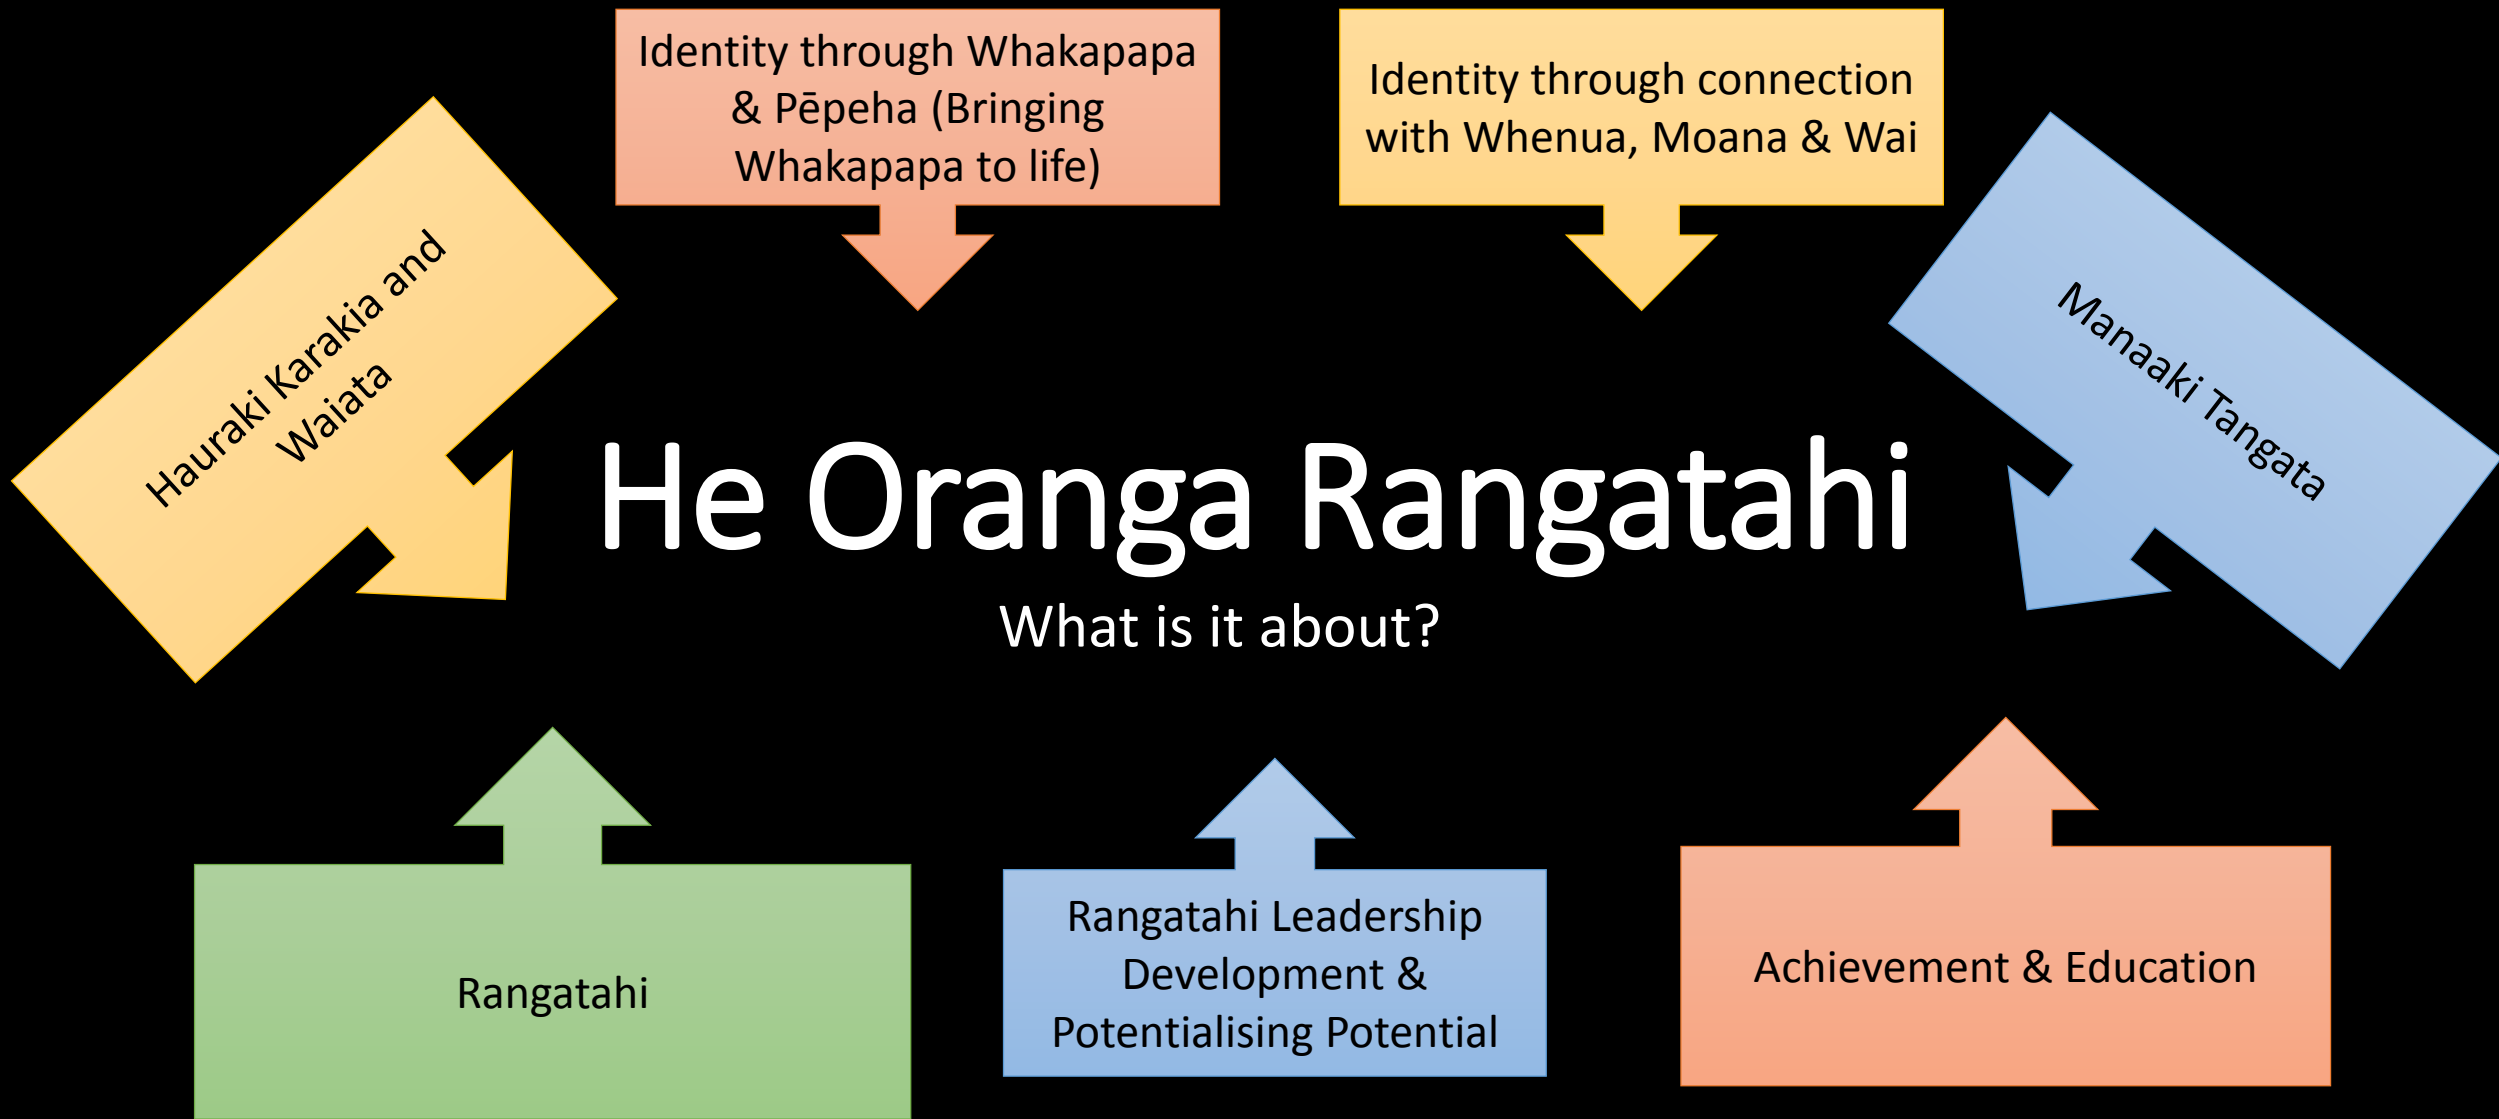 Identity through Whakapapa
& Pēpeha (Bringing
Whakapapa to life)
Identity through connection
with Whenua, Moana & Wai
Hauraki Karakia and
Waiata
Manaaki Tangata
He Oranga Rangatahi
What is it about?
Rangatahi
Rangatahi Leadership
Development &
Potentialising Potential
Achievement & Education